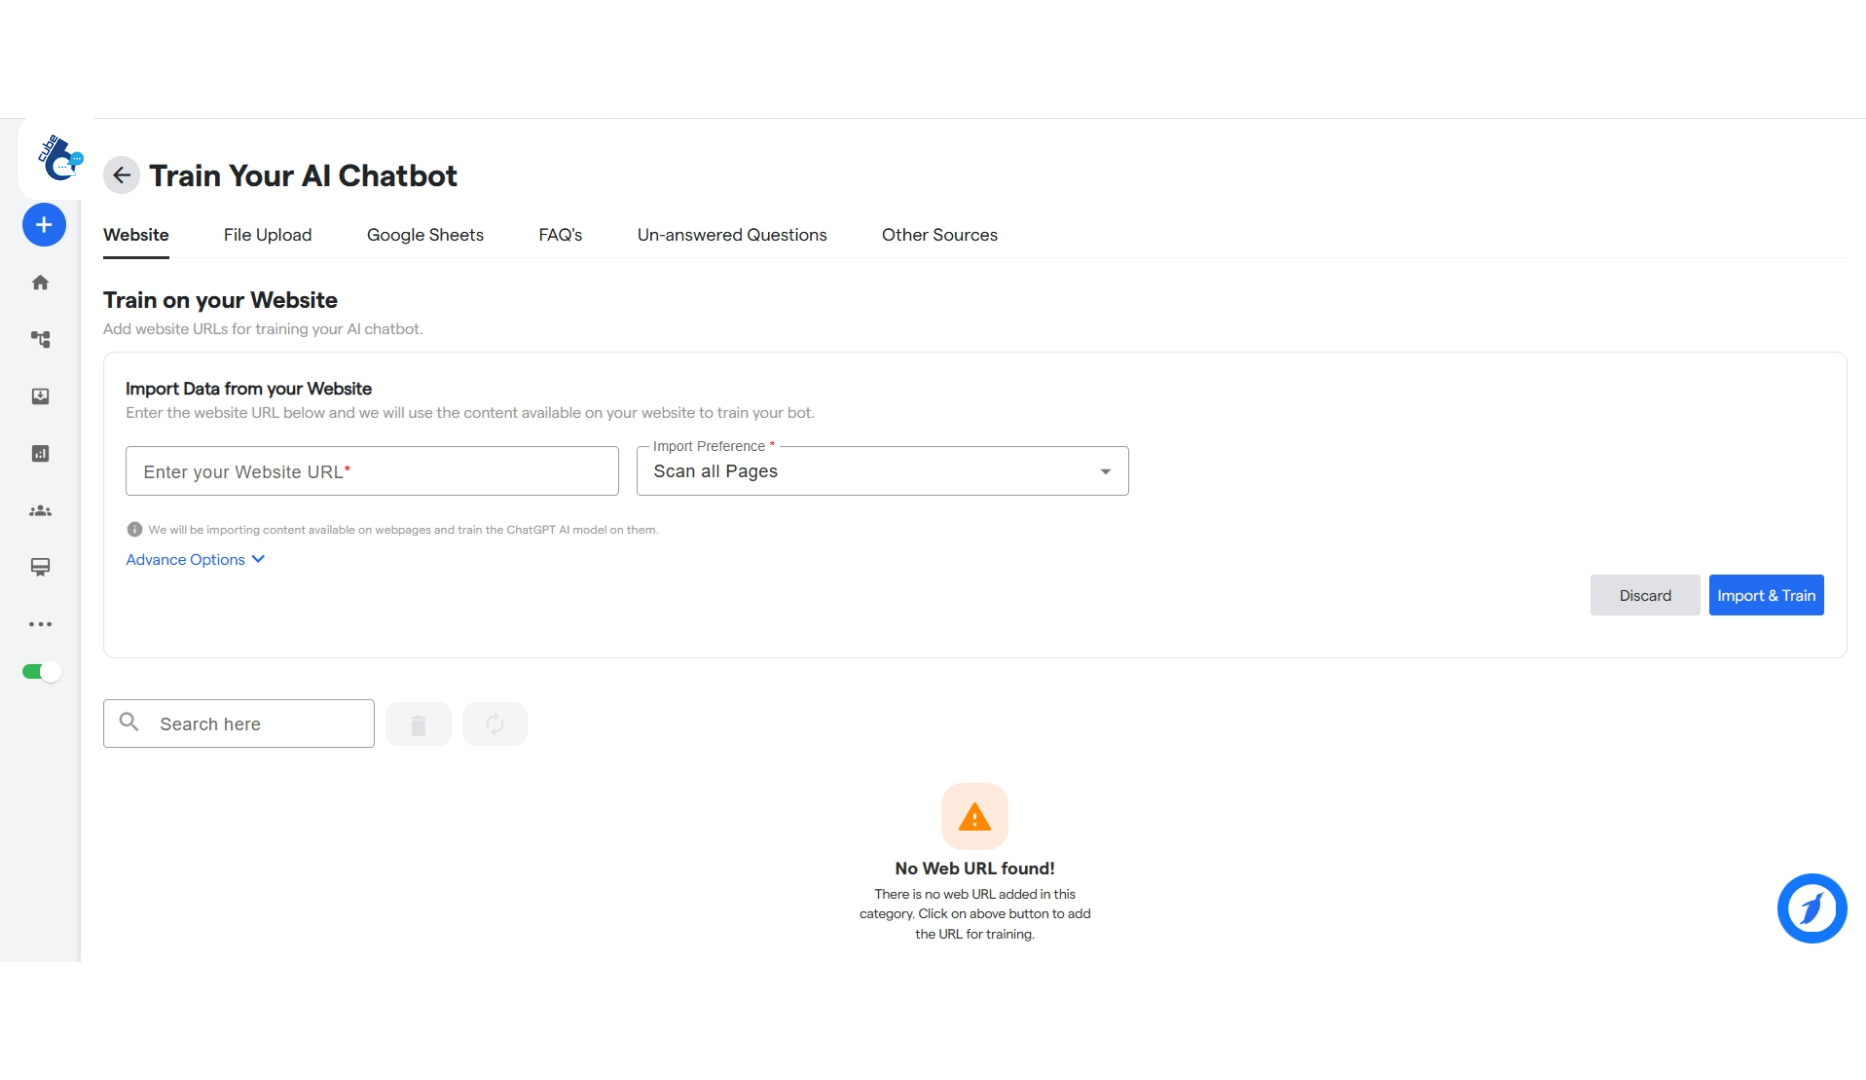 cube
Train Your AI Chatbot
Website File Upload Google Sheets FAQ's Un-answered Questions Other Sources
Train on your Website
Add website URLs for training your AI chatbot.
Import Data from your Website
Enter the website URL below and we will use the content available on your website to train your bot.
Import Preference *
Enter your Website URL* Scan all Pages
We will be importing content available on webpages and train the ChatGPT AI model on them.
Advance Options
Discard Import & Train
Search here
No Web URL found!
There is no web URL added in this
category. Click on above button to add
the URL for training.